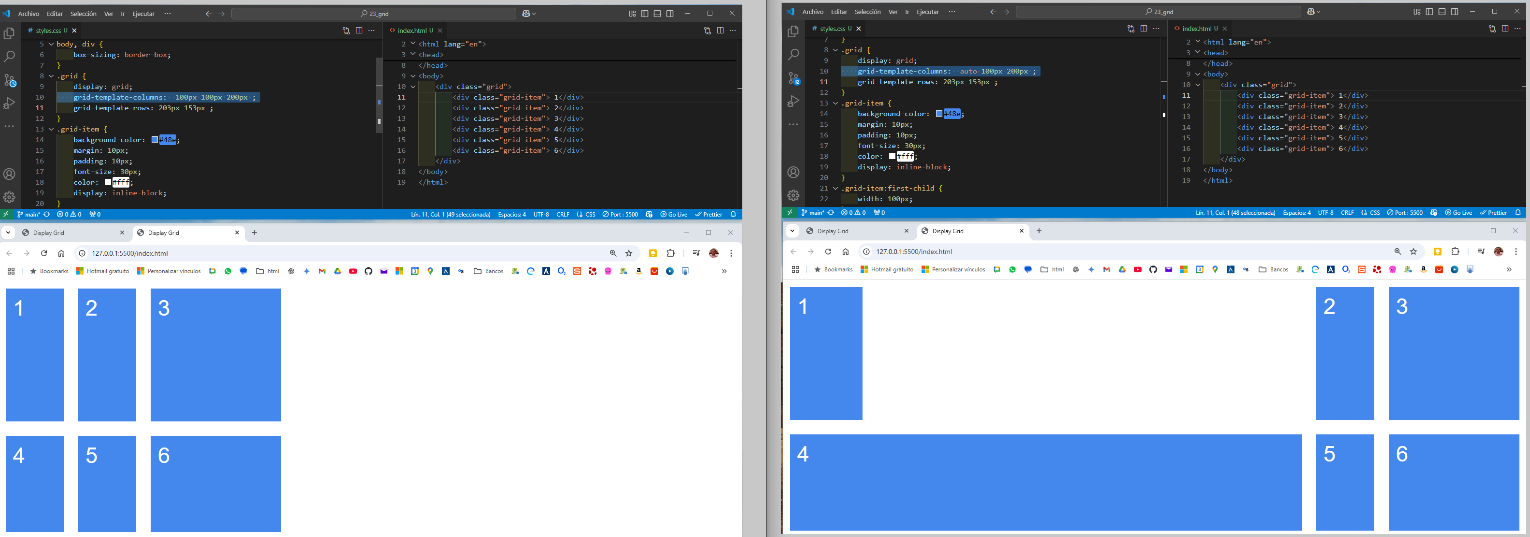 Archivo Editar Selección Ver Ir Ejecutar ···
23_grid
styles.css U
index.html U
5 body, div {
6 box-sizing: border-box;
7 }
8 .grid {
9 display: grid;
10 grid-template-columns: 100px 100px 200px ;
11 grid-template-rows: 203px 153px ;
12 }
13 .grid-item {
14 background-color: #48e;
15 margin: 10px;
16 padding: 10px;
17 font-size: 30px;
18 color: #fff;
19 display: inline-block;
20 }
2 <html lang="en">
3 <head>
8 </head>
9 <body>
10 <div class="grid">
11 <div class="grid-item"> 1</div>
12 <div class="grid-item"> 2</div>
13 <div class="grid-item"> 3</div>
14 <div class="grid-item"> 4</div>
15 <div class="grid-item"> 5</div>
16 <div class="grid-item"> 6</div>
17 </div>
18 </body>
19 </html>
main* 0 0 0 Lín. 11, Col. 1 (49 seleccionada) Espacios: 4 UTF-8 CRLF CSS Port : 5500 Go Live Prettier
Display Grid
Display Grid
127.0.0.1:5500/index.html
Bookmarks Hotmail gratuito Personalizar vínculos html Bancos
1 2 3
4 5 6
Archivo Editar Selección Ver Ir Ejecutar ···
23_grid
styles.css U
index.html U
}
8 .grid {
9 display: grid;
10 grid-template-columns: auto 100px 200px ;
11 grid-template-rows: 203px 153px ;
12 }
13 .grid-item {
14 background-color: #48e;
15 margin: 10px;
16 padding: 10px;
17 font-size: 30px;
18 color: #fff;
19 display: inline-block;
20 }
21 .grid-item:first-child {
22 width: 100px;
2 <html lang="en">
3 <head>
8 </head>
9 <body>
10 <div class="grid">
11 <div class="grid-item"> 1</div>
12 <div class="grid-item"> 2</div>
13 <div class="grid-item"> 3</div>
14 <div class="grid-item"> 4</div>
15 <div class="grid-item"> 5</div>
16 <div class="grid-item"> 6</div>
17 </div>
18 </body>
19 </html>
main* 0 0 0 Lín. 11, Col. 1 (48 seleccionada) Espacios: 4 UTF-8 CRLF CSS Port : 5500 Go Live Prettier
Display Grid
Display Grid
127.0.0.1:5500/index.html
Bookmarks Hotmail gratuito Personalizar vínculos html Bancos
1 2 3
4 5 6